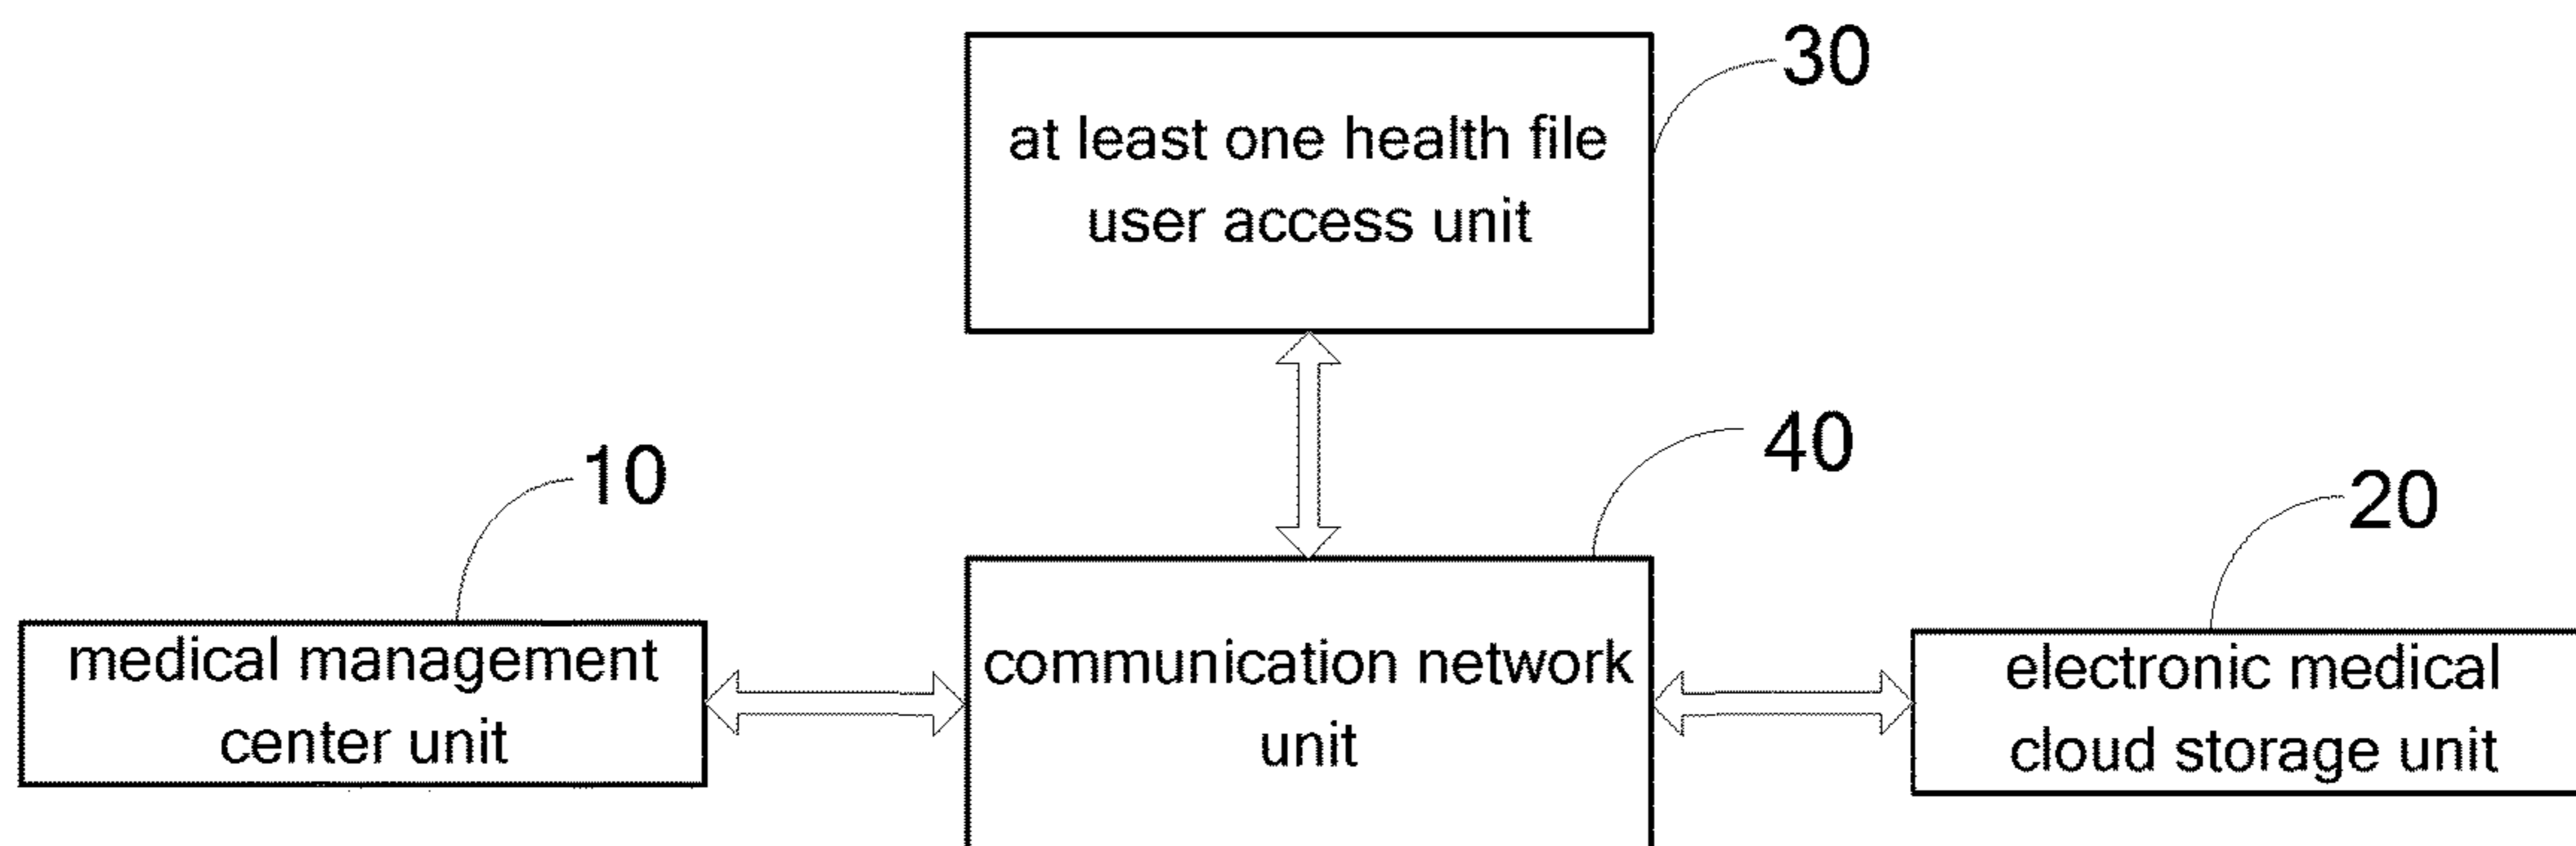 30
at least one health file
user access unit
40
10
20
medical management
center unit
communication network
unit
electronic medical
cloud storage unit